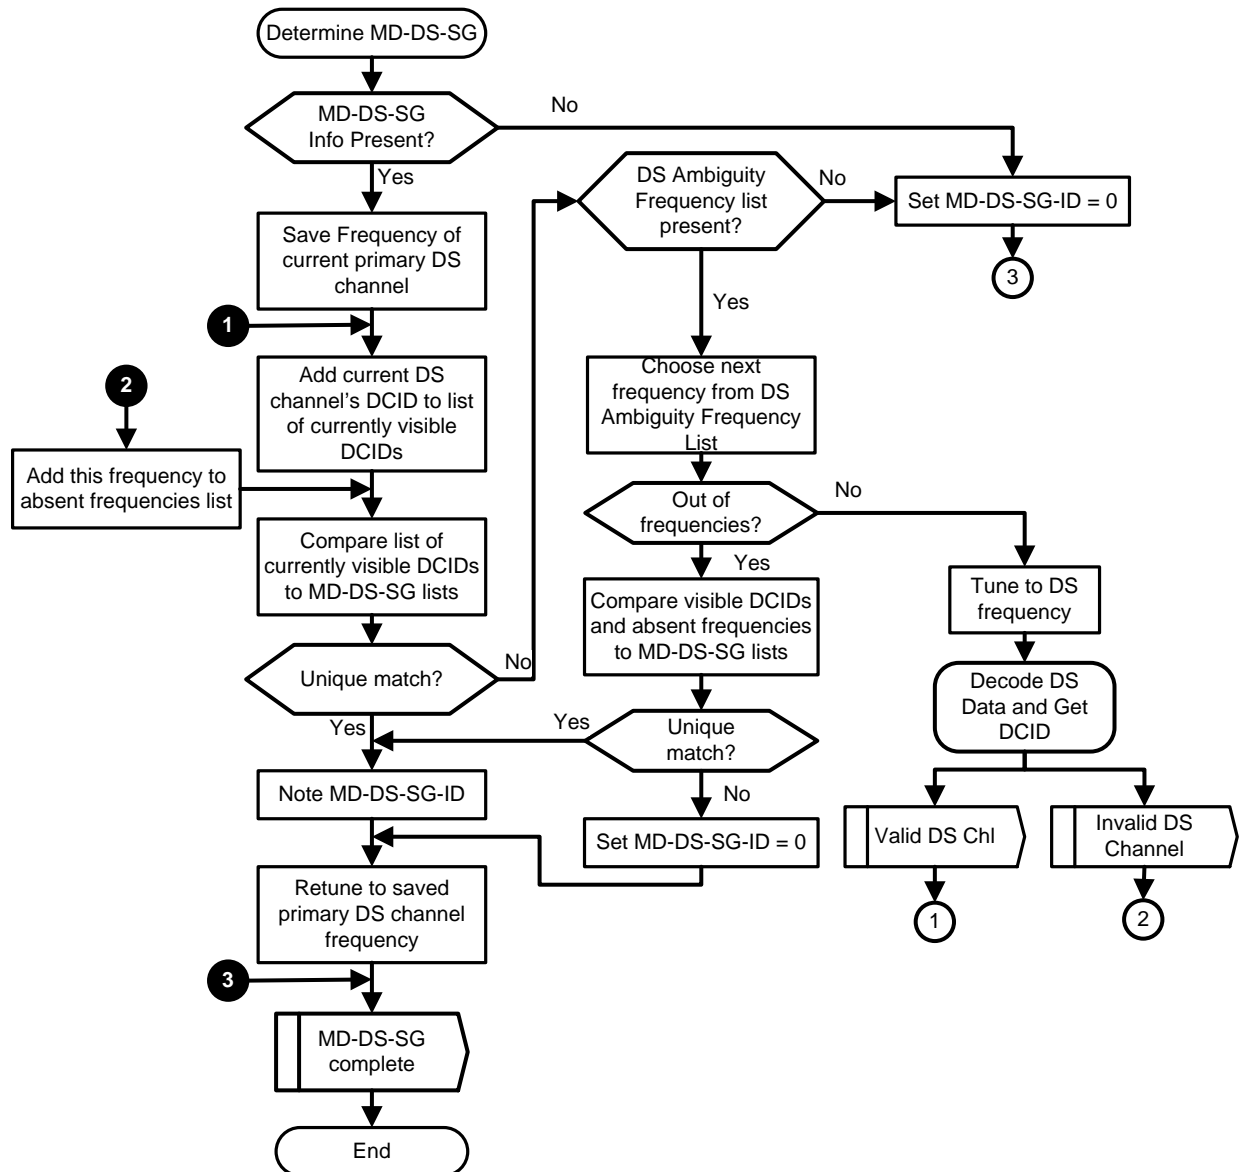 Determine MD-DS-SG
MD-DS-SG
Info Present?
No
Yes
DS Ambiguity
Frequency list
present?
No
Set MD-DS-SG-ID = 0
3
Save Frequency of
current primary DS
channel
Yes
1
Add current DS
channel's DCID to list
of currently visible
DCIDs
2
Add this frequency to
absent frequencies list
Choose next
frequency from DS
Ambiguity Frequency
List
Out of
frequencies?
No
Yes
Compare list of
currently visible DCIDs
to MD-DS-SG lists
Compare visible DCIDs
and absent frequencies
to MD-DS-SG lists
Tune to DS
frequency
Unique match?
No
Yes
Decode DS
Data and Get
DCID
Unique
match?
Yes
No
Note MD-DS-SG-ID
Set MD-DS-SG-ID = 0
Valid DS Chl
Invalid DS
Channel
1
2
Retune to saved
primary DS channel
frequency
3
MD-DS-SG
complete
End